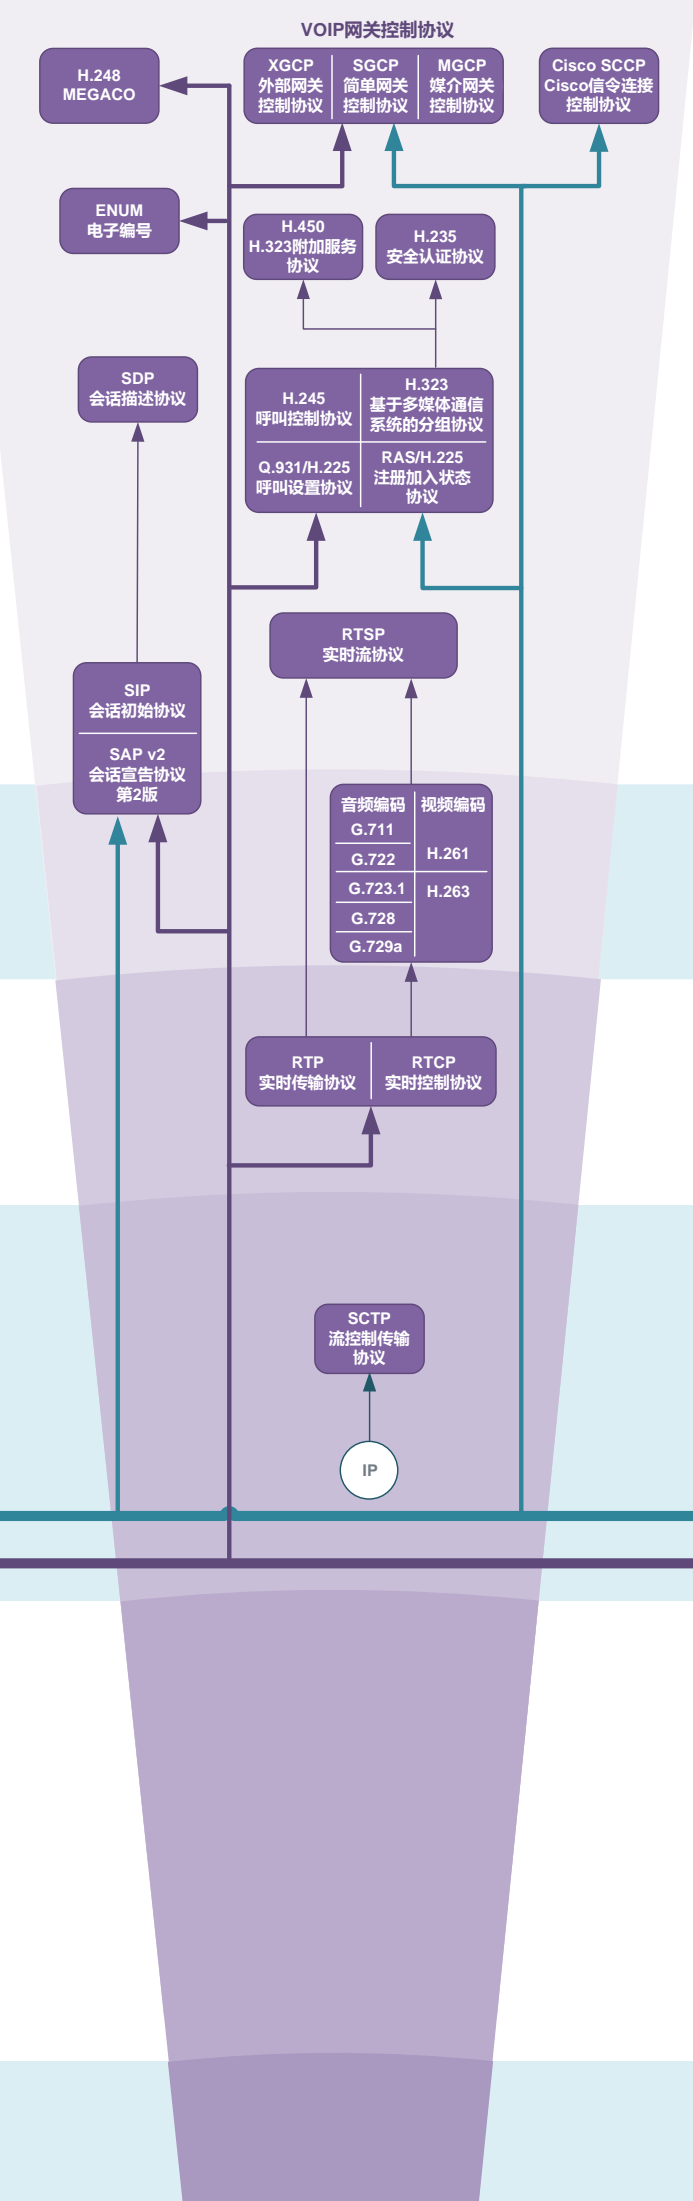 VOIP网关控制协议
H.248
MEGACO
XGCP
外部网关
控制协议
SGCP
简单网关
控制协议
MGCP
媒介网关
控制协议
Cisco SCCP
Cisco信令连接
控制协议
ENUM
电子编号
H.450
H.323附加服务
协议
H.235
安全认证协议
SDP
会话描述协议
H.245
呼叫控制协议
H.323
基于多媒体通信
系统的分组协议
Q.931/H.225
呼叫设置协议
RAS/H.225
注册加入状态
协议
RTSP
实时流协议
SIP
会话初始协议
SAP v2
会话宣告协议
第2版
音频编码
G.711
G.722
G.723.1
G.728
G.729a
视频编码
H.261
H.263
RTP
实时传输协议
RTCP
实时控制协议
SCTP
流控制传输
协议
IP